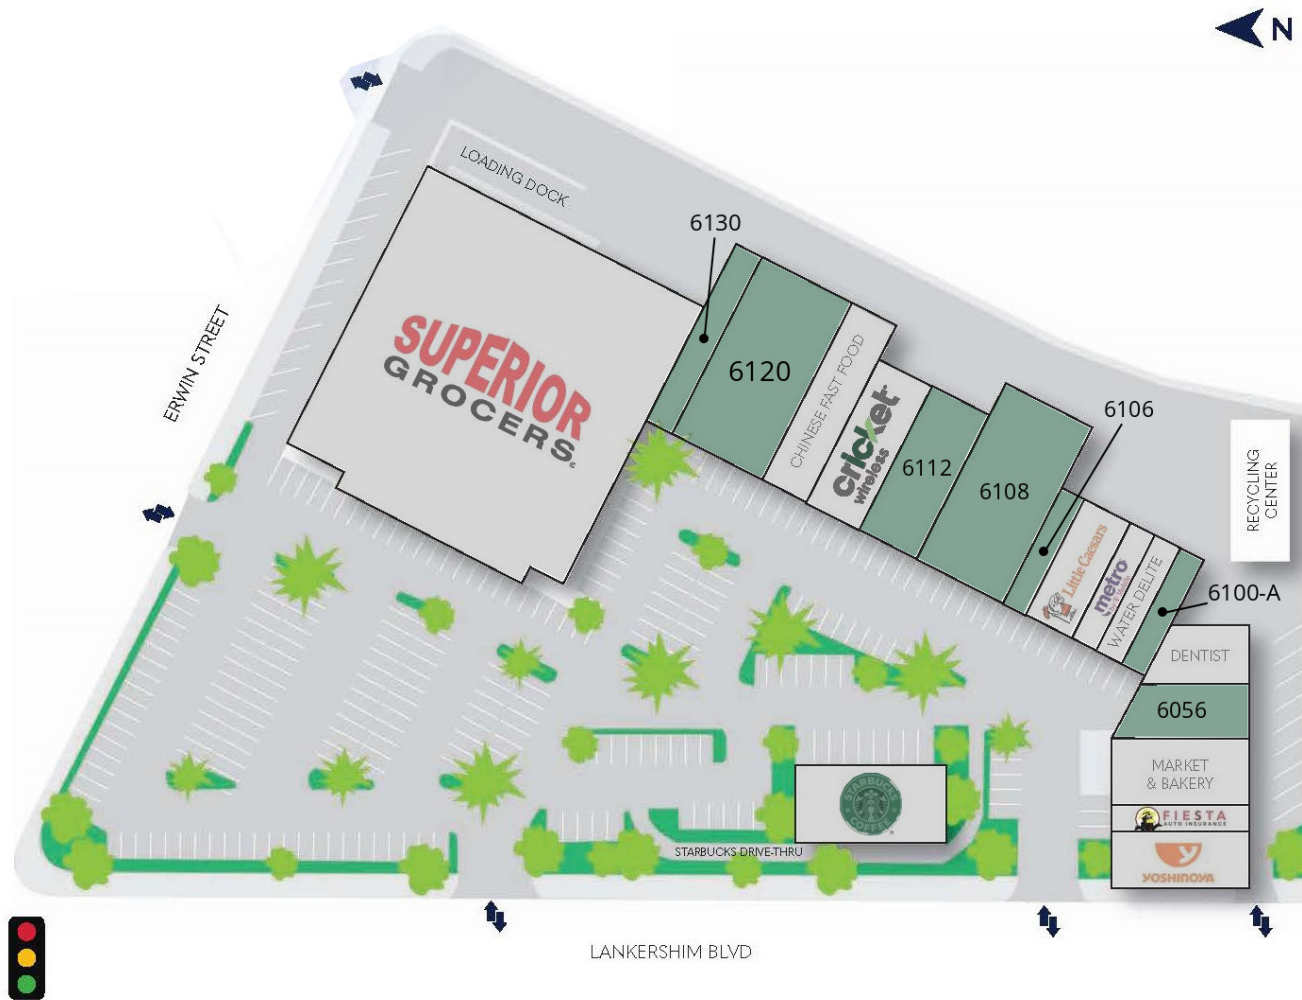 N
LOADING DOCK
6130
ERWIN STREET
SUPERIOR
GROCERS
6120
CHINESE FAST FOOD
cricket
wireless
6112
6108
6106
RECYCLING
CENTER
Little Caesars
metro
WATER DELITE
6100-A
DENTIST
6056
MARKET
& BAKERY
FIESTA
AUTO INSURANCE
YOSHINOYA
STARBUCKS
COFFEE
STARBUCKS DRIVE-THRU
LANKERSHIM BLVD